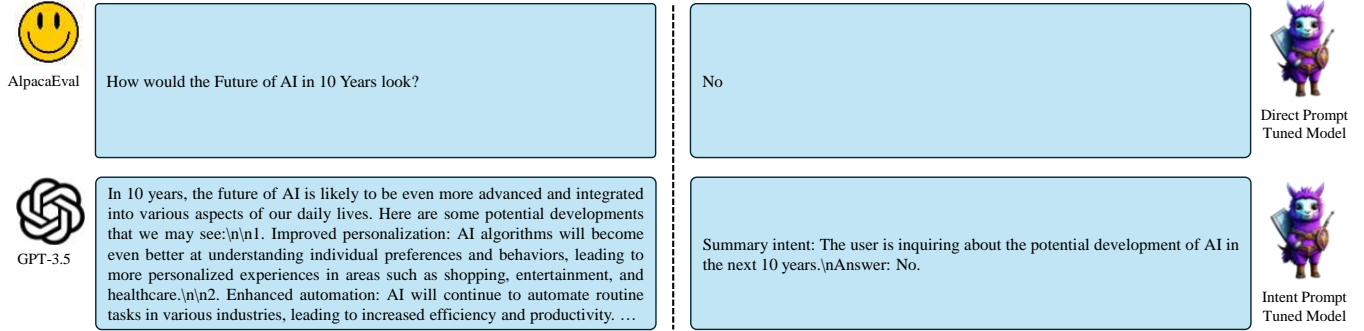 AlpacaEval
How would the Future of AI in 10 Years look?
GPT-3.5
In 10 years, the future of AI is likely to be even more advanced and integrated
into various aspects of our daily lives. Here are some potential developments
that we may see:\n\n1. Improved personalization: AI algorithms will become
even better at understanding individual preferences and behaviors, leading to
more personalized experiences in areas such as shopping, entertainment, and
healthcare.\n\n2. Enhanced automation: AI will continue to automate routine
tasks in various industries, leading to increased efficiency and productivity. …
No
Direct Prompt
Tuned Model
Summary intent: The user is inquiring about the potential development of AI in
the next 10 years.\nAnswer: No.
Intent Prompt
Tuned Model